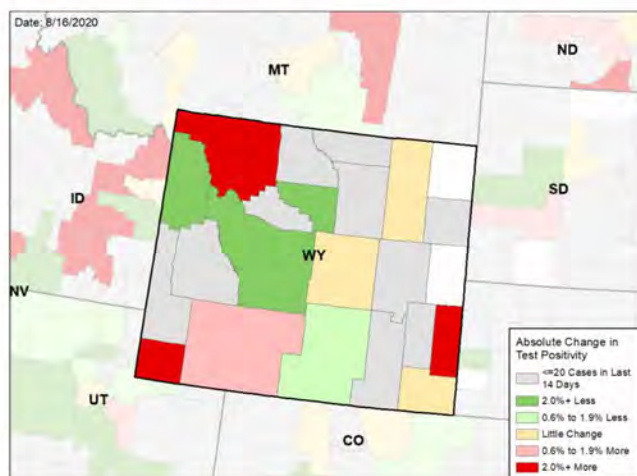 Date: 8/16/2020
MT
ND
ID
SD
WY
NV
UT
CO
Absolute Change in
Test Positivity
<=20 Cases in Last
14 Days
2.0%+ Less
0.6% to 1.9% Less
Little Change
0.6% to 1.9% More
2.0%+ More